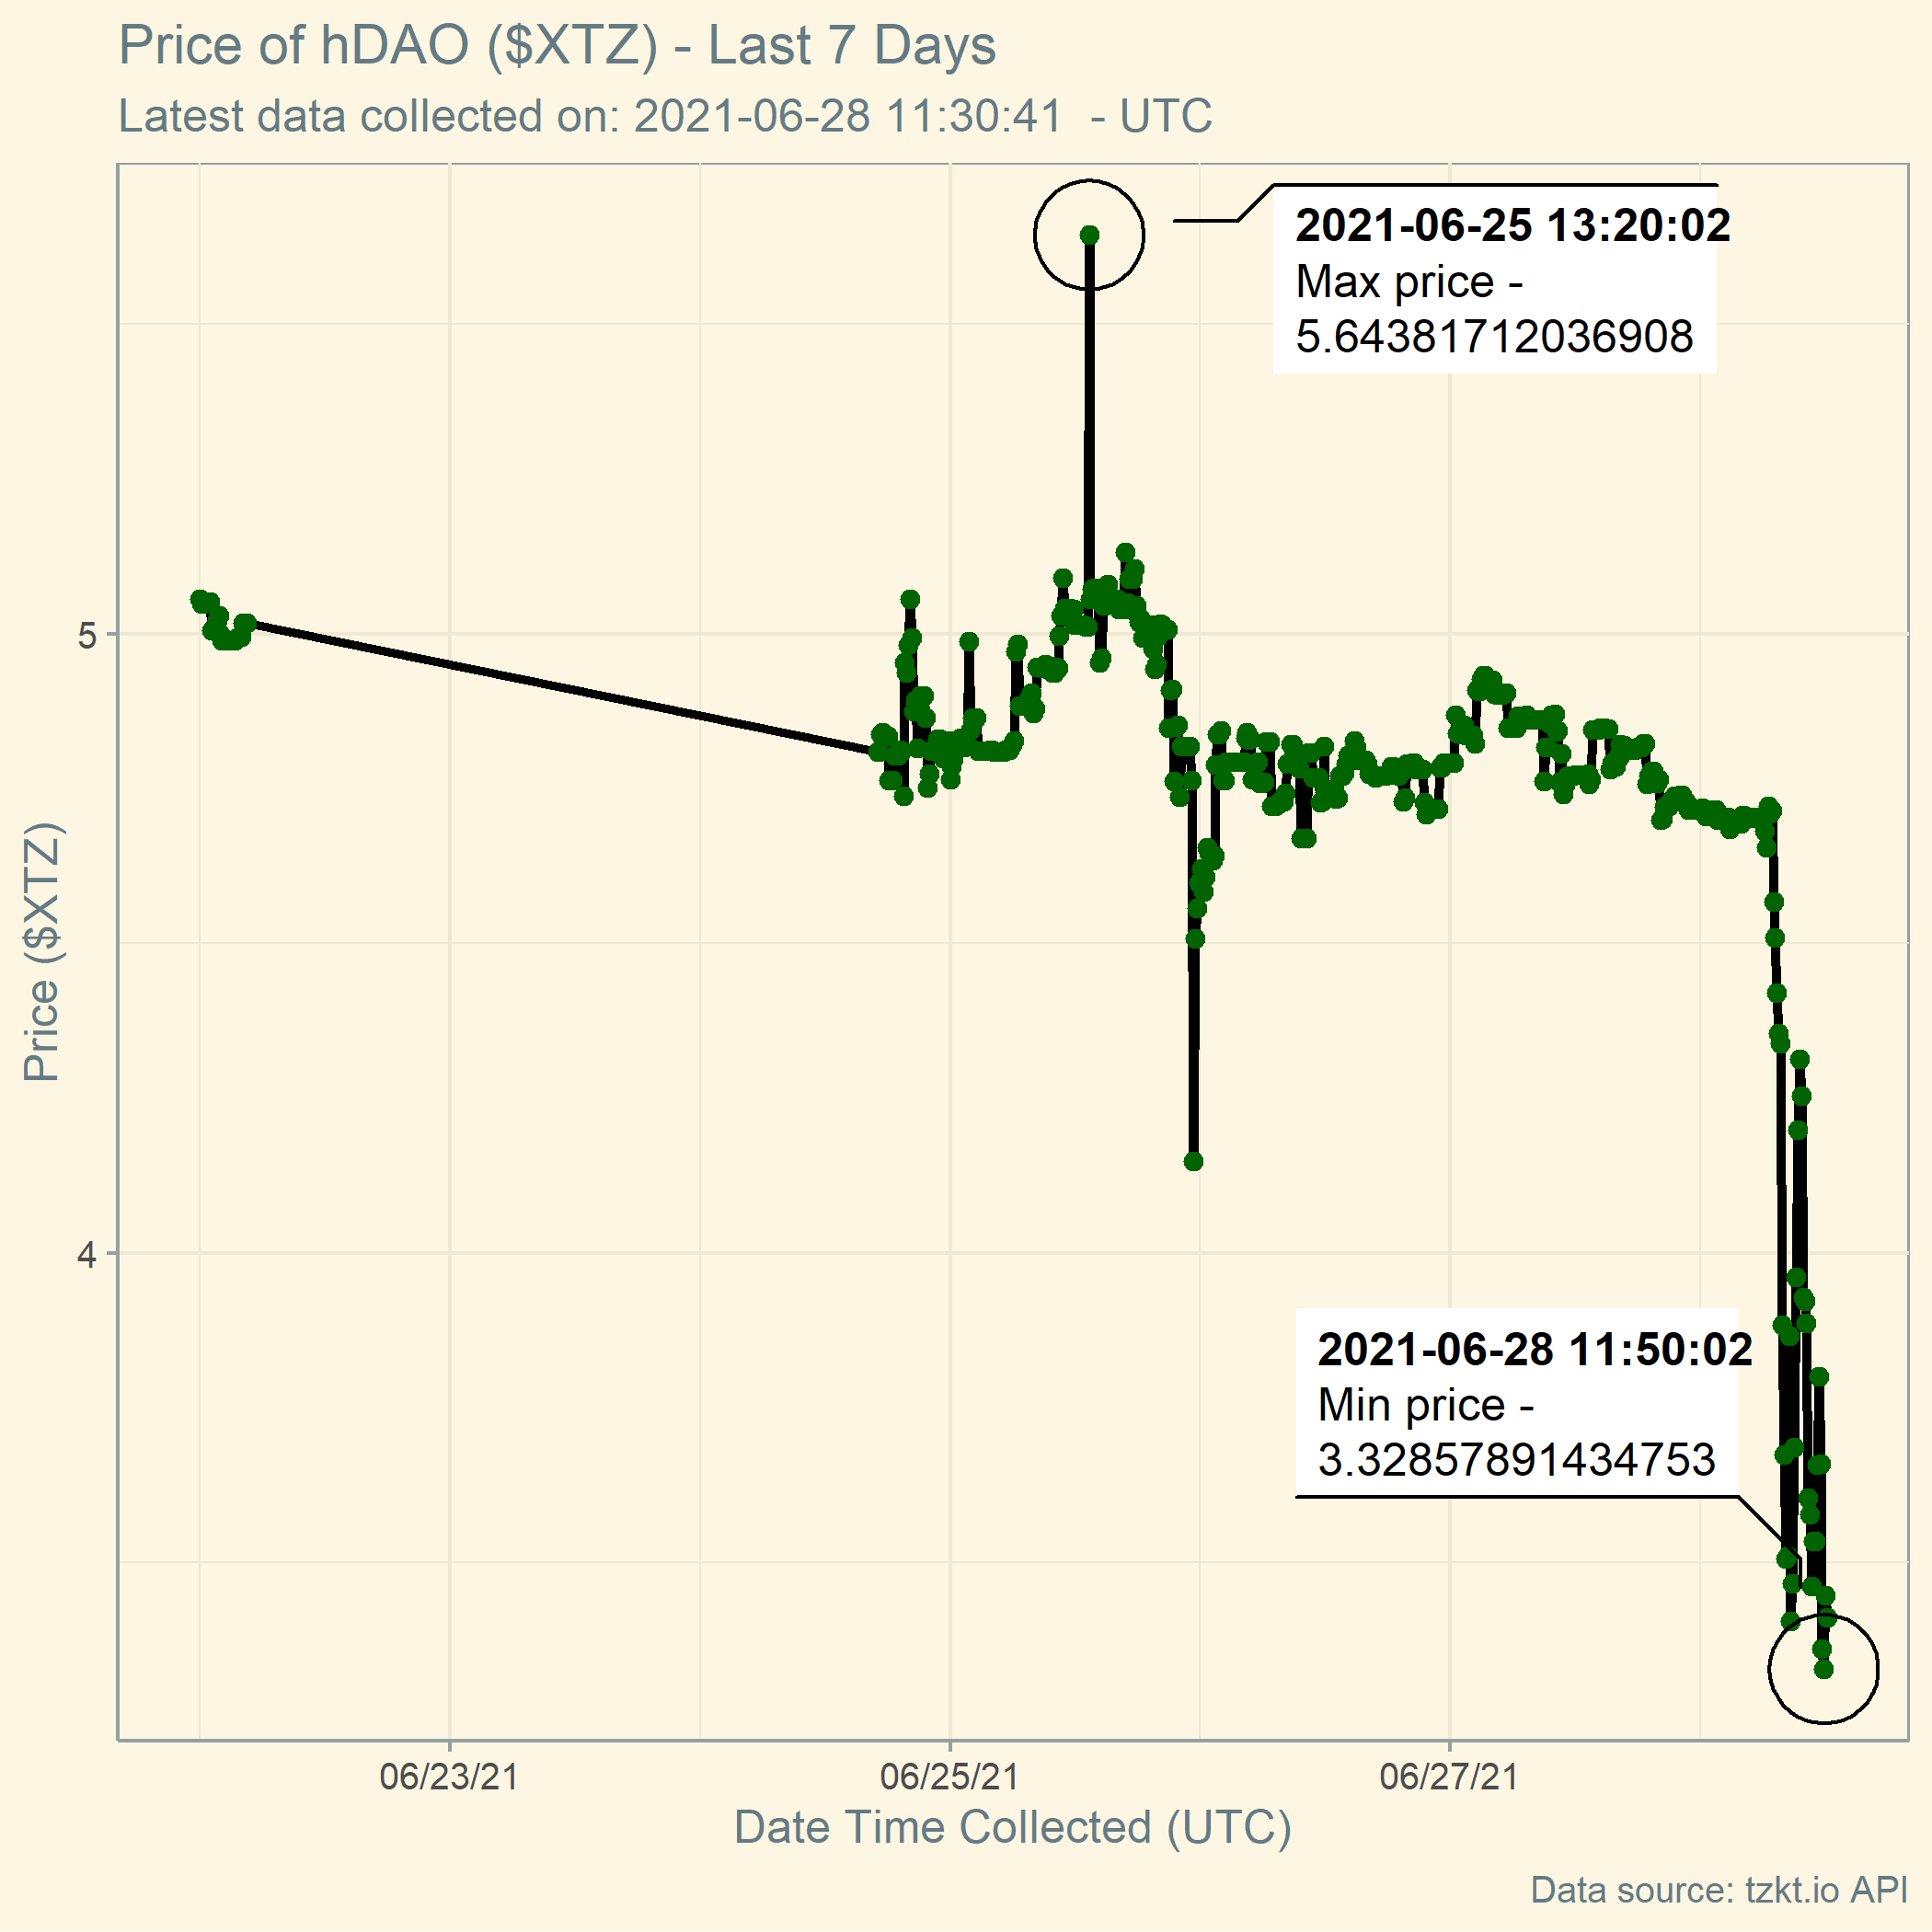 Price of hDAO ($XTZ) - Last 7 Days
Latest data collected on: 2021-06-28 11:30:41  - UTC
2021-06-25 13:20:02
Max price -
5.64381712036908
5
Price ($XTZ)
4
2021-06-28 11:50:02
Min price -
3.32857891434753
06/23/21
06/25/21
06/27/21
Date Time Collected (UTC)
Data source: tzkt.io API